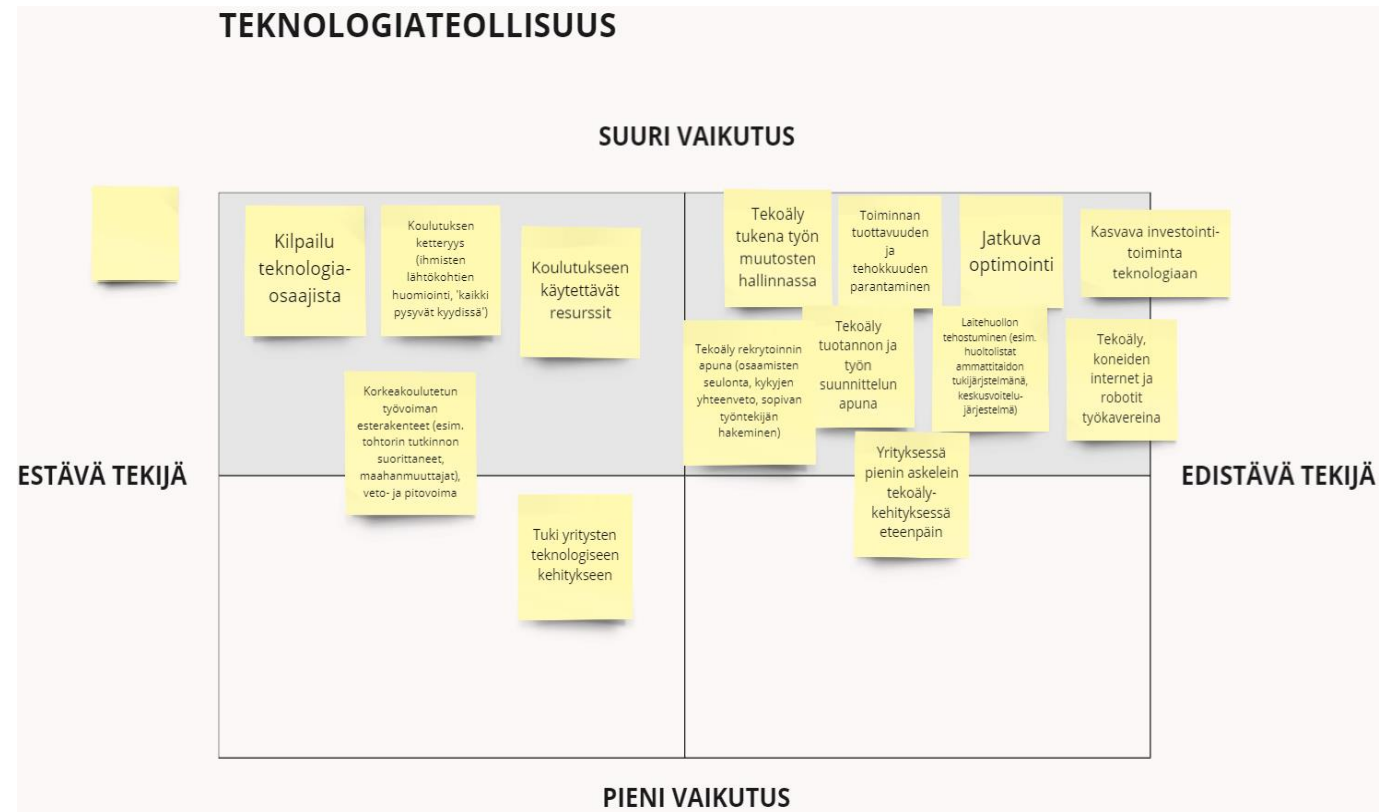 TEKNOLOGIATEOLLISUUS
SUURI VAIKUTUS
Kilpailu
teknologia-
osaajista
Koulutuksen
ketteryys
(ihmisten
lähtökohtien
huomiointi, 'kaikki
pysyvät kyydissä')
Koulutukseen
käytettävät
resurssit
Tekoäly
tukena työn
muutosten
hallinnassa
Toiminnan
tuottavuuden
ja
tehokkuuden
parantaminen
Jatkuva
optimointi
Kasvava investointi-
toiminta
teknologiaan
Tekoäly rekrytoinnin
apuna (osaamisten
seulonta, kykyjen
yhteenveto, sopivan
työntekijän
hakeminen)
Tekoäly
tuotannon ja
työn
suunnittelun
apuna
Laitehuollon
tehostuminen (esim.
huoltolistat
ammattitaidon
tukijärjestelmänä,
keskusvoitelu-
järjestelmä)
Tekoäly,
koneiden
internet ja
robotit
työkavereina
Korkeakoulutetun
työvoiman
esterakenteet (esim.
tohtorin tutkinnon
suorittaneet,
maahanmuuttajat),
veto- ja pitovoima
Yrityksessä
pienin askelein
tekoäly-
kehityksessä
eteenpäin
ESTÄVÄ TEKIJÄ
EDISTÄVÄ TEKIJÄ
Tuki yritysten
teknologiseen
kehitykseen
PIENI VAIKUTUS